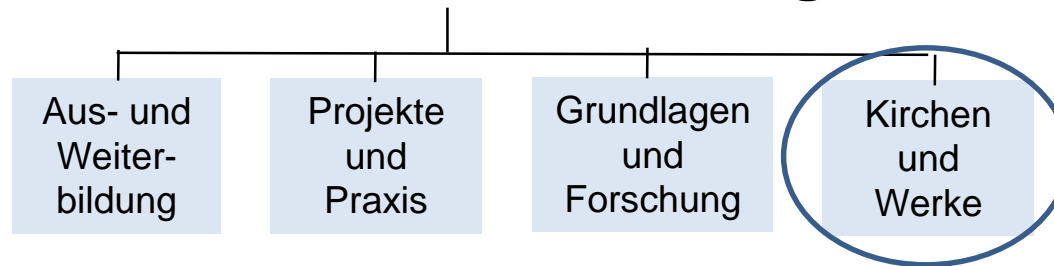 Aus- und
Weiter-
bildung
Projekte
und
Praxis
Grundlagen
und
Forschung
Kirchen
und
Werke